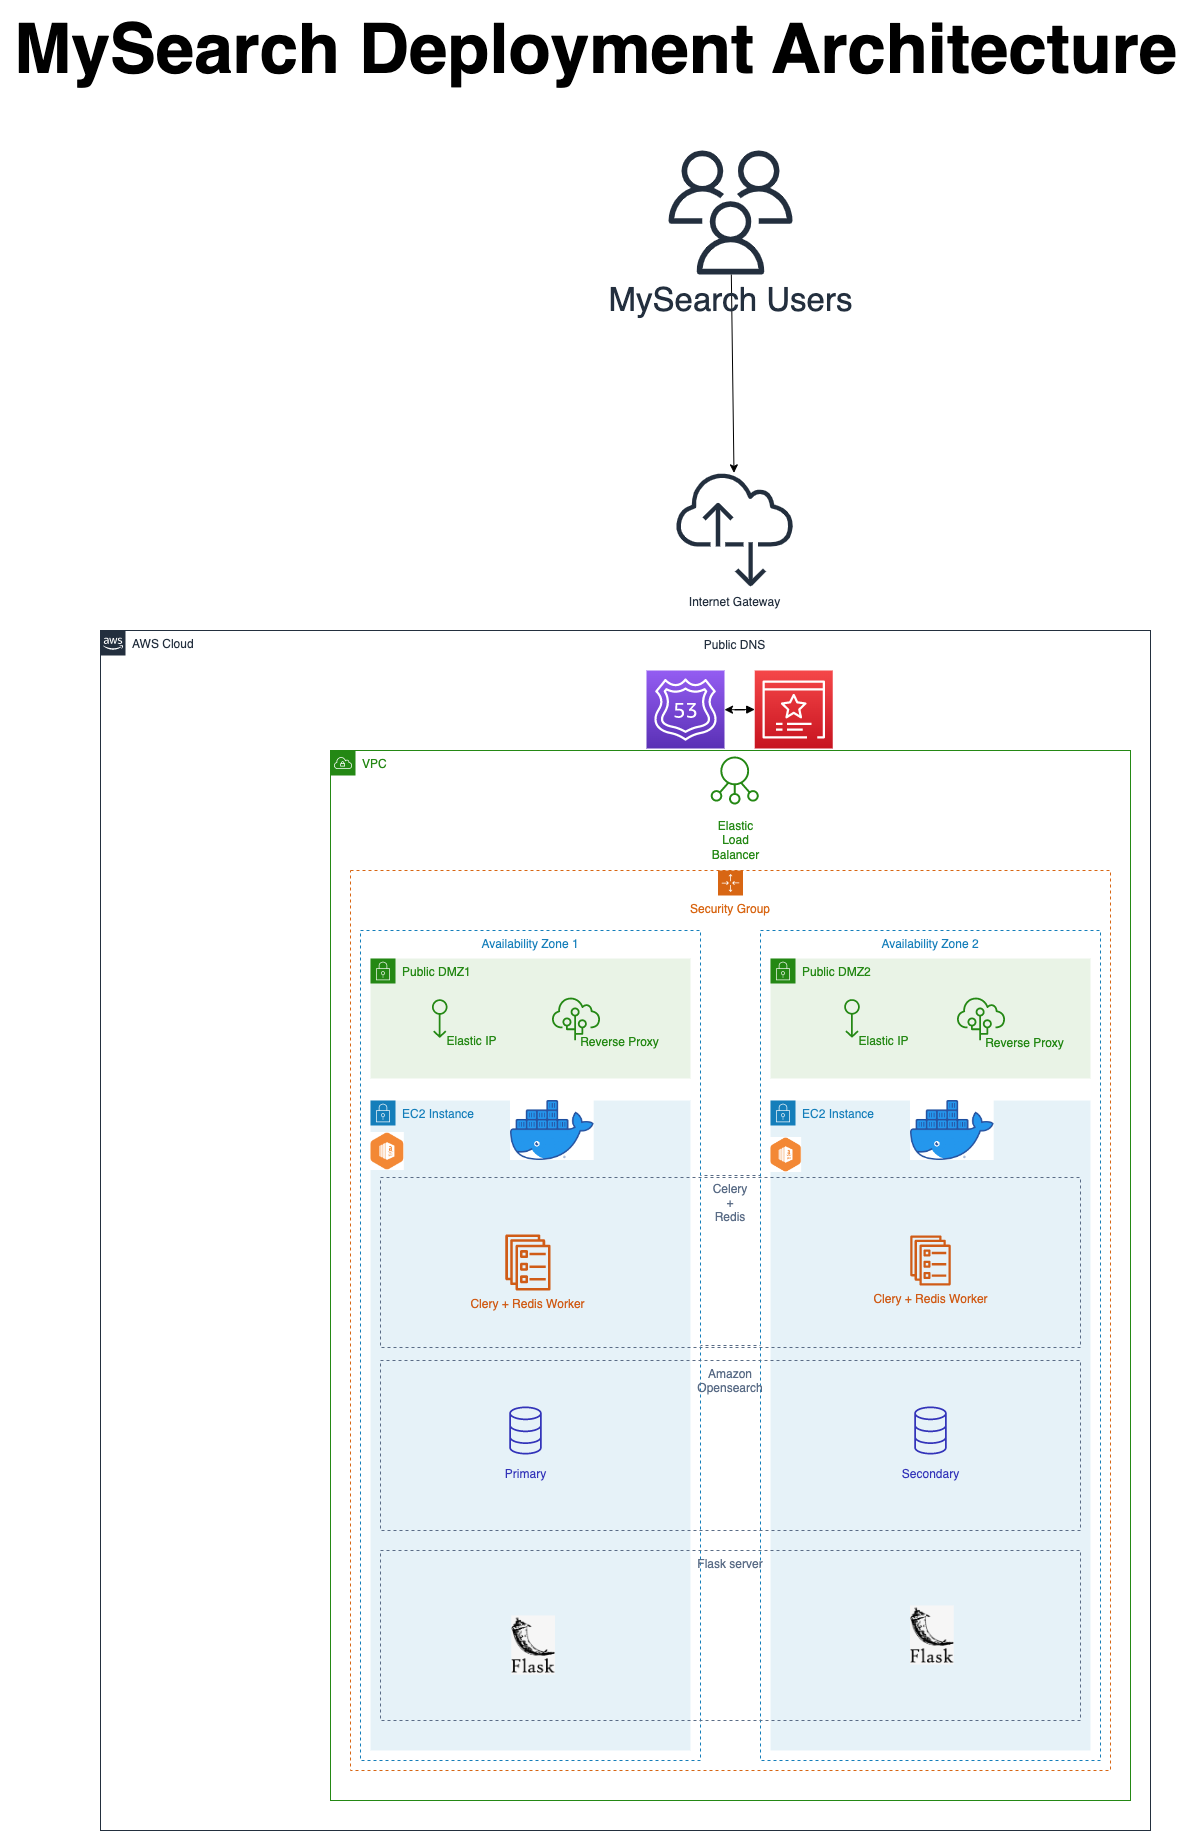 MySearch Deployment Architecture
MySearch Users
Internet Gateway
aws
AWS Cloud
Public DNS
53
VPC
Elastic
Load
Balancer
Security Group
Availability Zone 1
Availability Zone 2
Public DMZ1
Public DMZ2
Elastic IP
Reverse Proxy
Elastic IP
Reverse Proxy
EC2 Instance
EC2 Instance
Celery
+
Redis
Clery + Redis Worker
Clery + Redis Worker
Amazon
Opensearch
Primary
Secondary
Flask server
Flask
Flask